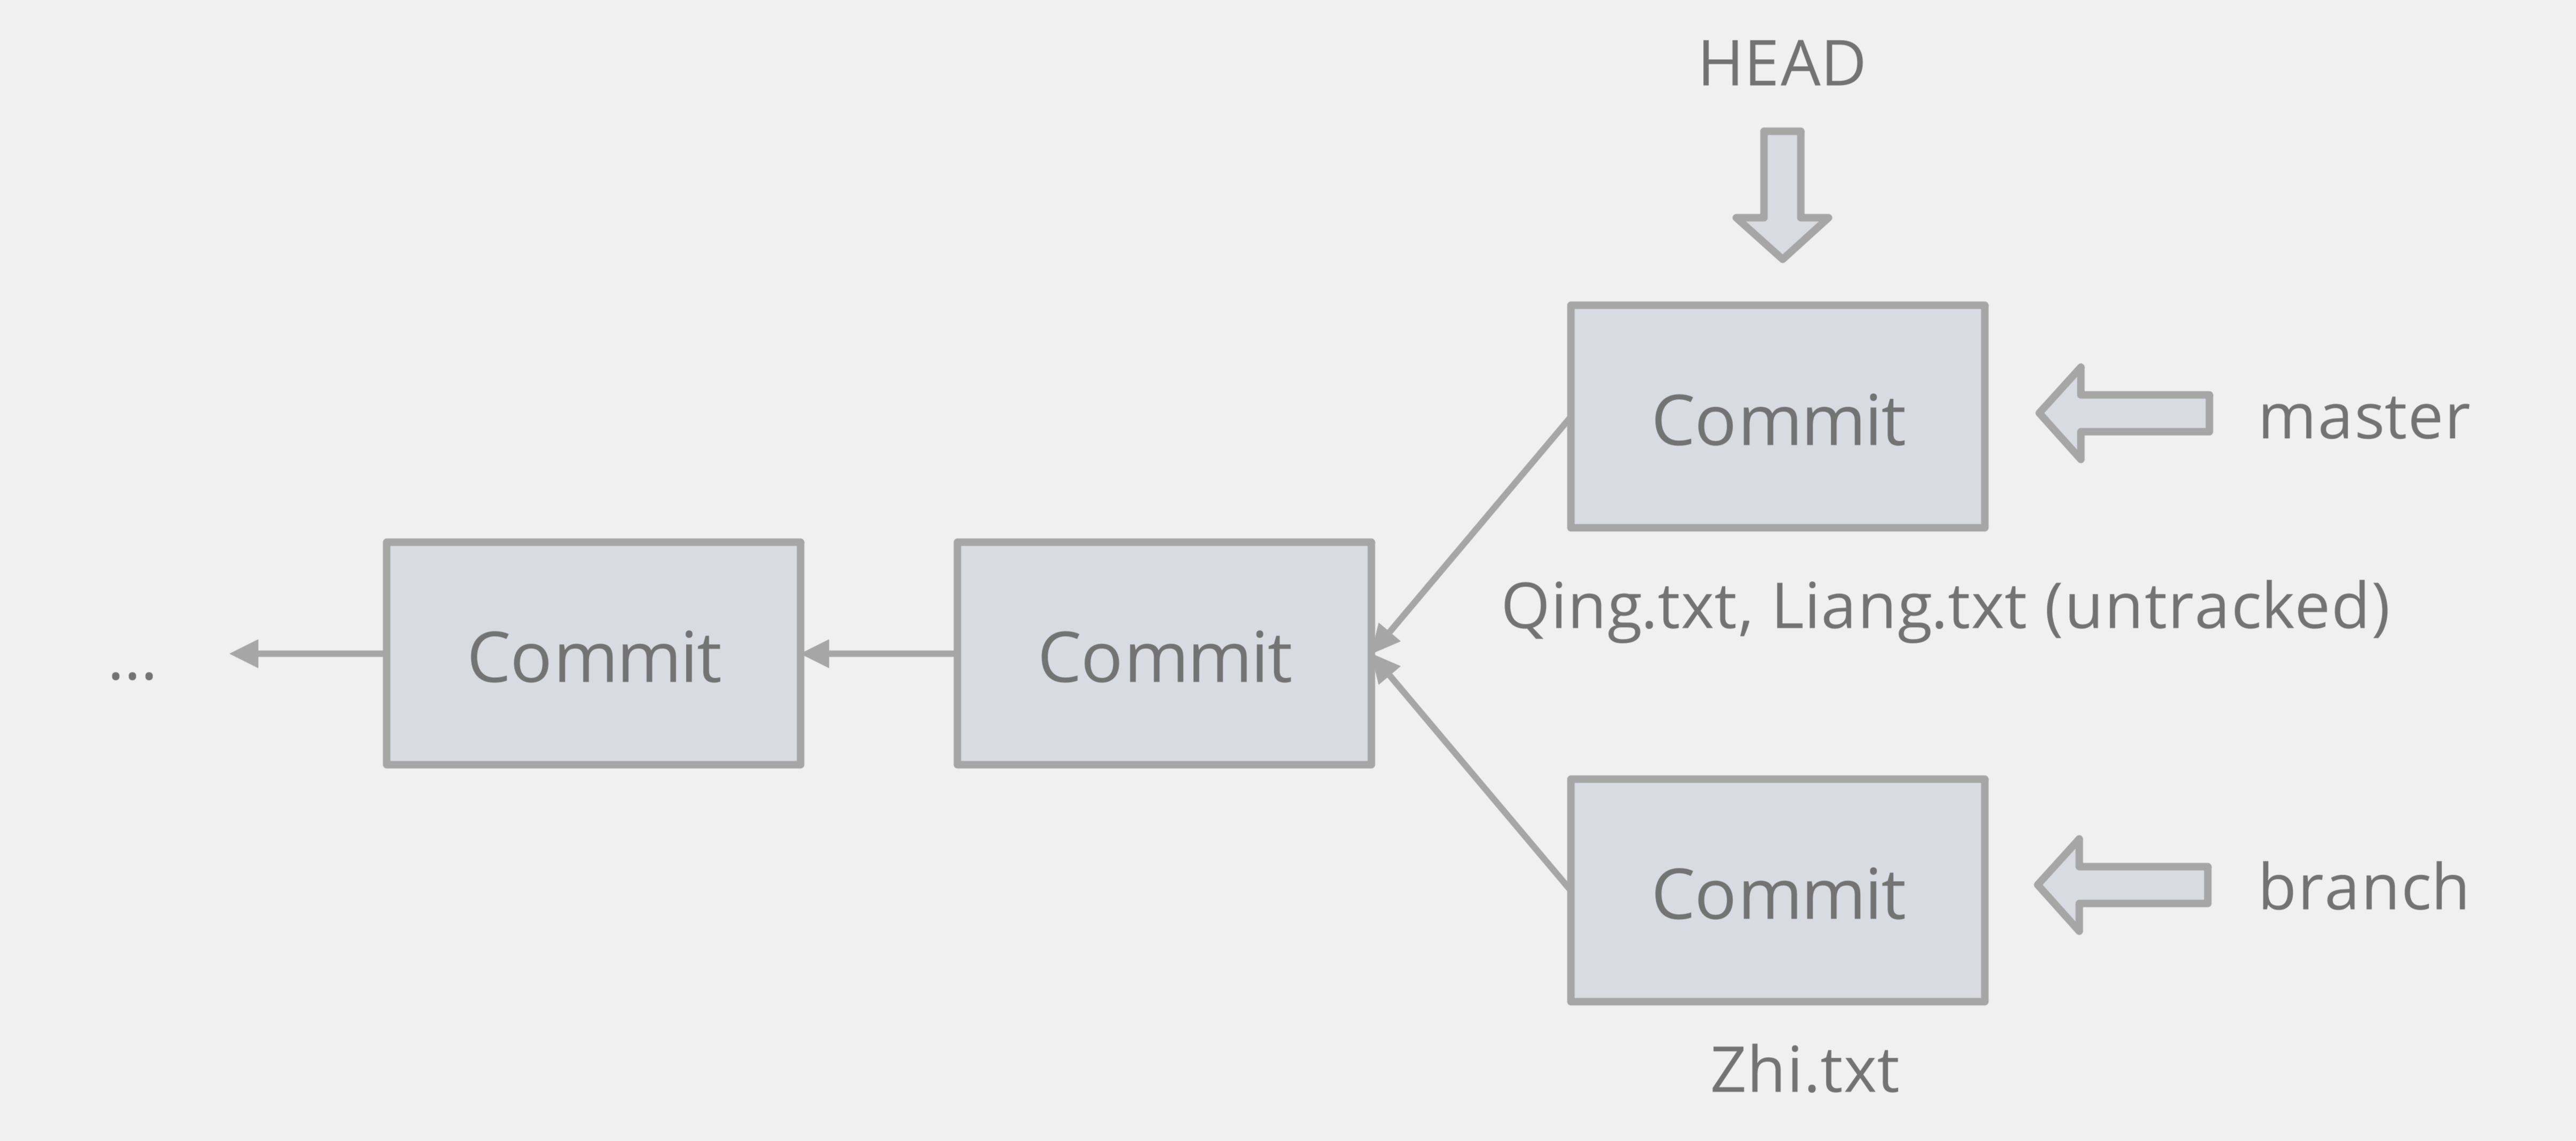 HEAD
Commit
master
Qing.txt, Liang.txt (untracked)
...
Commit
Commit
Commit
branch
Zhi.txt